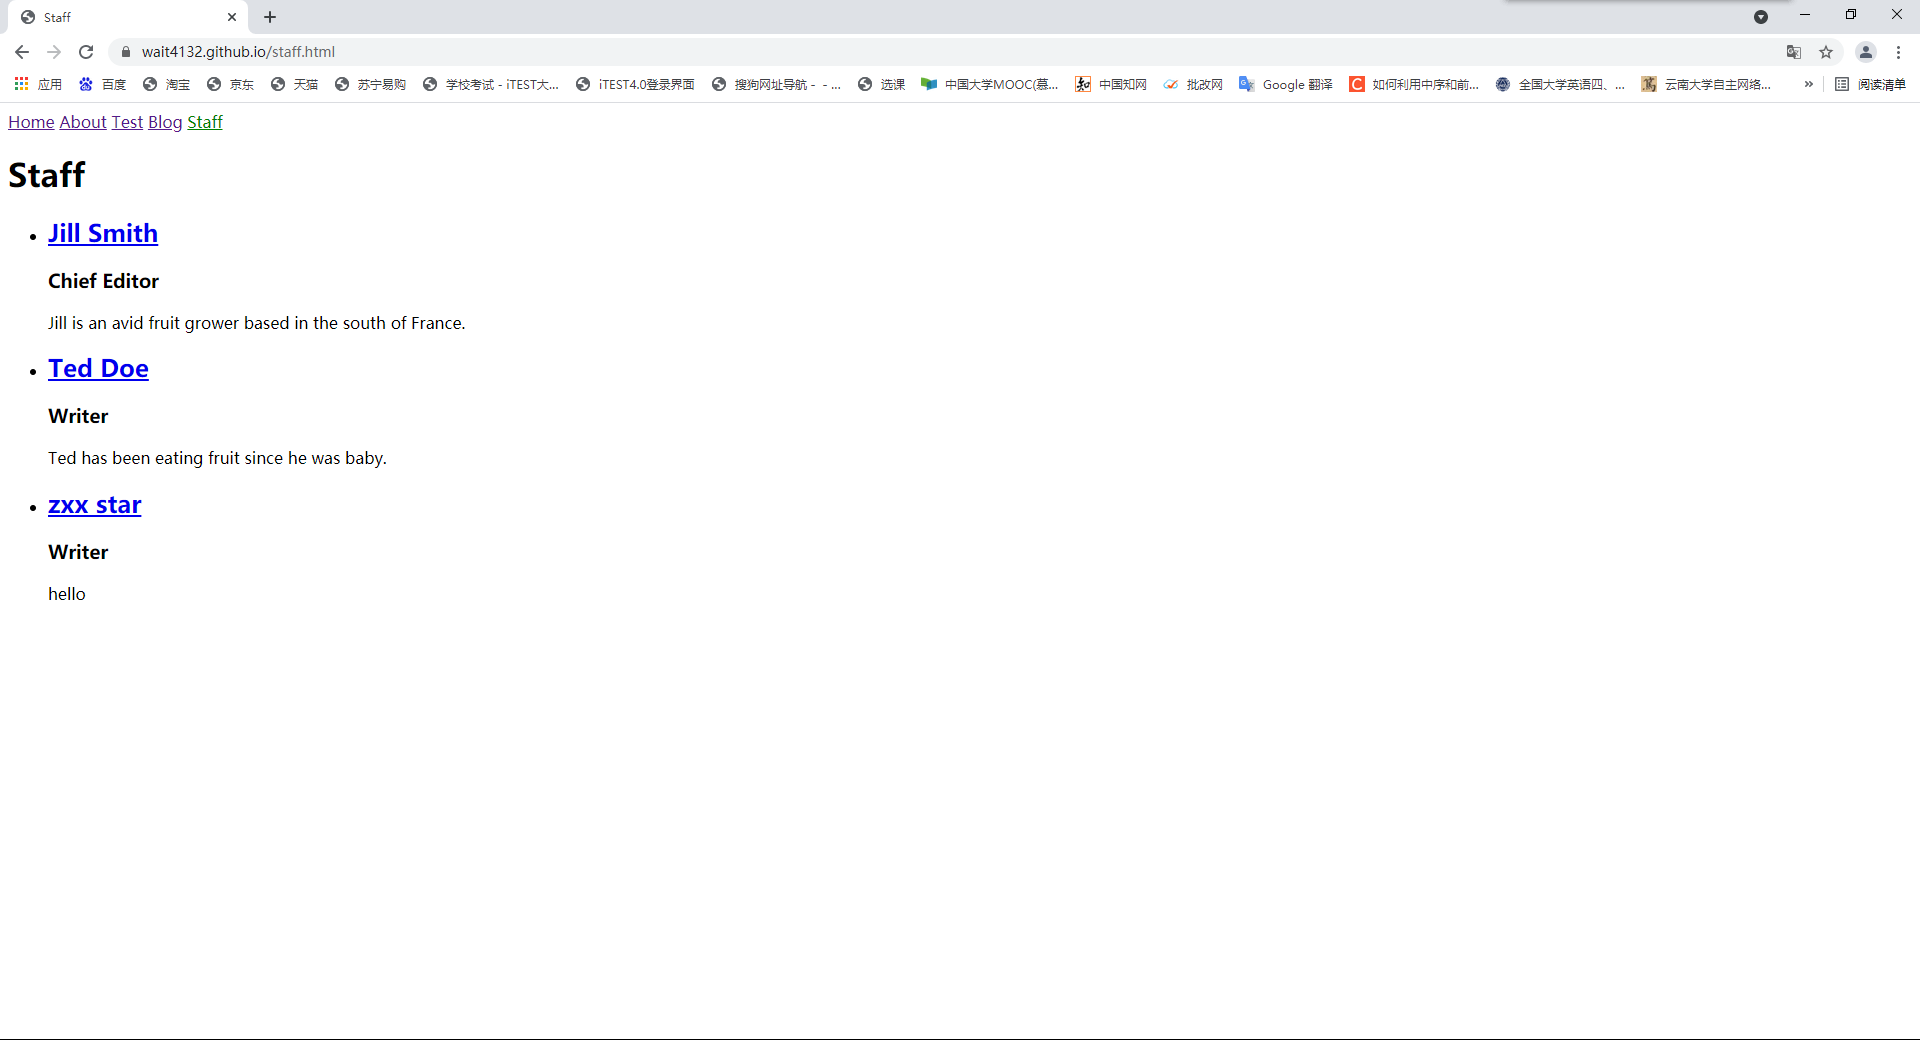 Staff
wait4132.github.io/staff.html
应用 百度 淘宝 京东 天猫 苏宁易购 学校考试 - iTEST大... iTEST4.0登录界面 搜狗网址导航 - - ... 选课 中国大学MOOC(慕... 中国知网 批改网 Google 翻译 如何利用中序和前... 全国大学英语四、... 云南大学自主网络... » 阅读清单
Home About Test Blog Staff
Staff
Jill Smith
Chief Editor
Jill is an avid fruit grower based in the south of France.
Ted Doe
Writer
Ted has been eating fruit since he was baby.
zxx star
Writer
hello